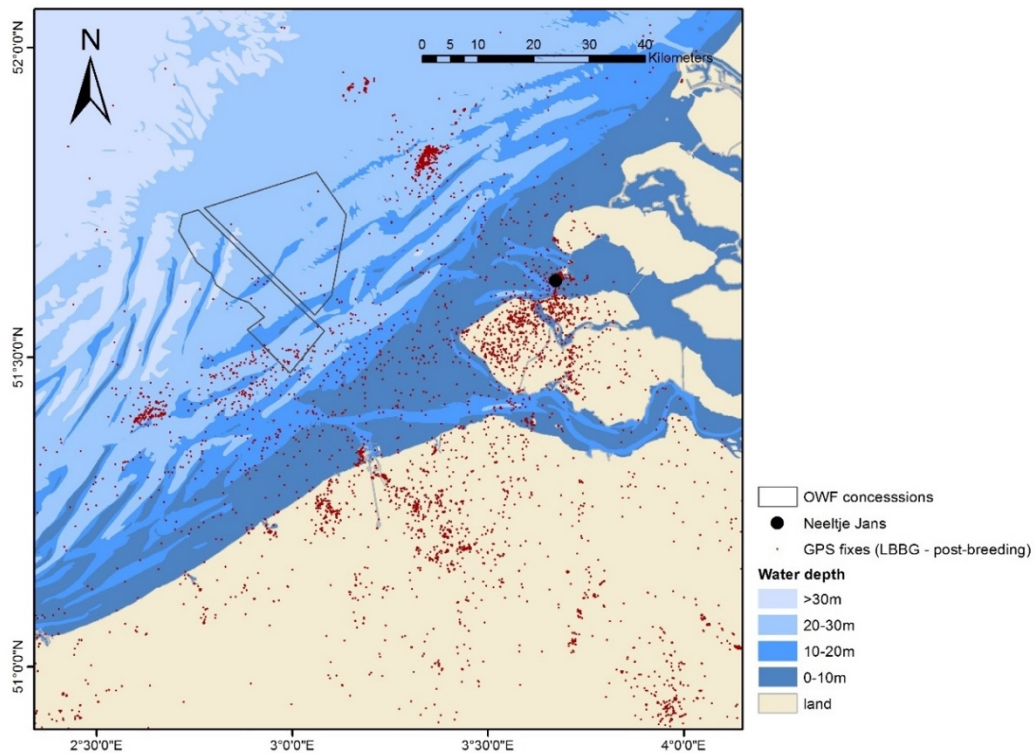 N
0 5 10 20 30 40
Kilometers
52°0'0"N
51°30'0"N
51°0'0"N
2°30'0"E 3°0'0"E 3°30'0"E 4°0'0"E
OWF concesssions
Neeltje Jans
GPS fixes (LBBG - post-breeding)
Water depth
>30m
20-30m
10-20m
0-10m
land